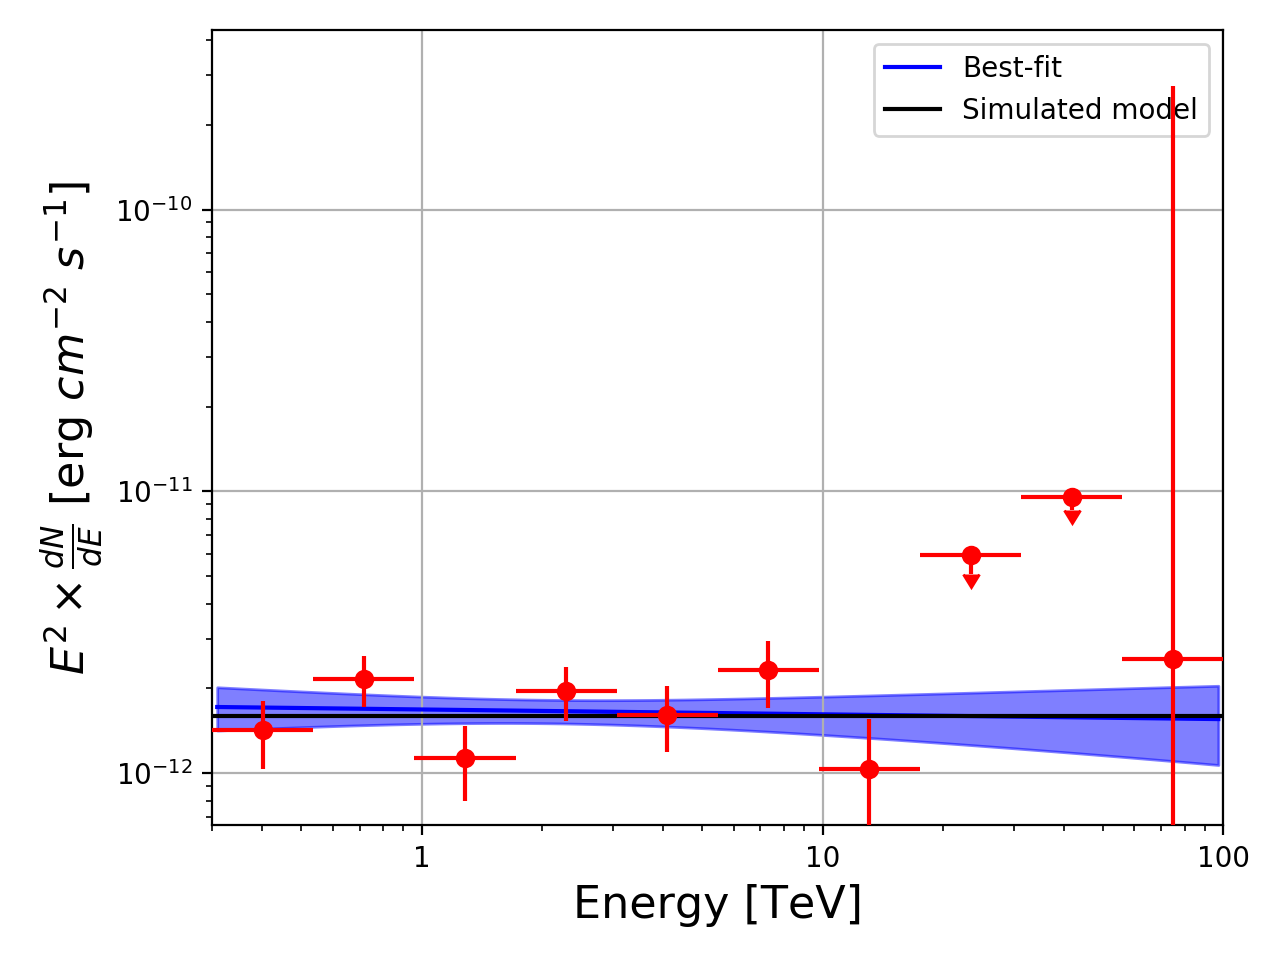 Best-fit
Simulated model
10⁻¹⁰
10⁻¹¹
10⁻¹²
E² × dN/dE [erg cm⁻² s⁻¹]
1
10
100
Energy [TeV]